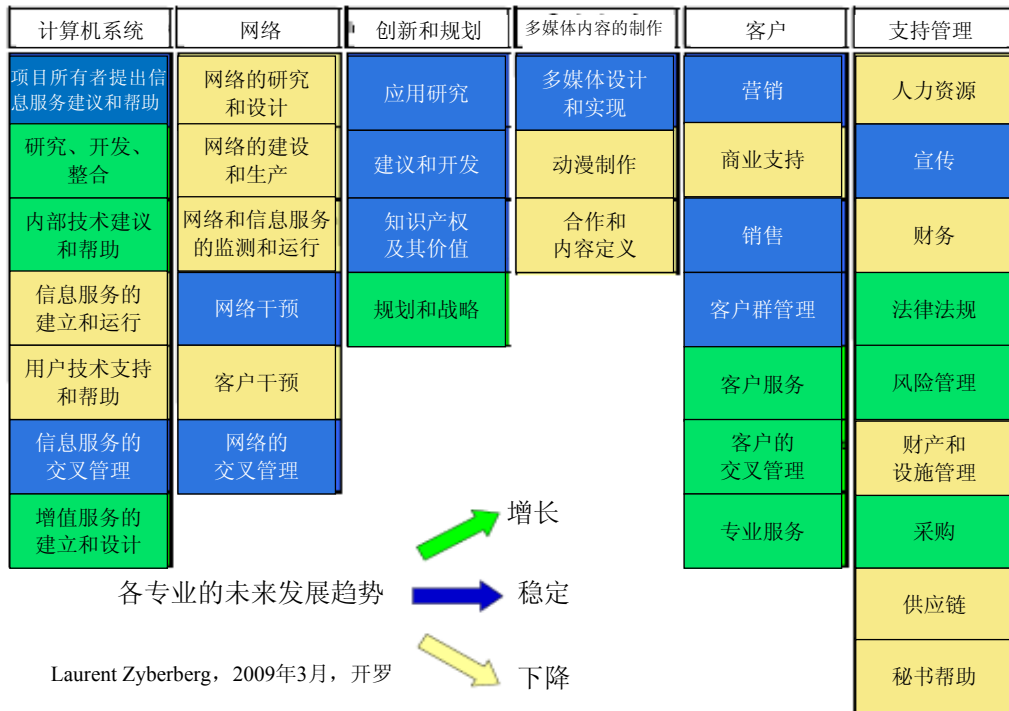 计算机系统
网络
创新和规划
多媒体内容的制作
客户
支持管理
项目所有者提出信
息服务建议和帮助
研究、开发、
整合
内部技术建议
和帮助
信息服务的
建立和运行
用户技术支持
和帮助
信息服务的
交叉管理
增值服务的
建立和设计
网络的研究
和设计
网络的建设
和生产
网络和信息服务
的监测和运行
网络干预
客户干预
网络的
交叉管理
应用研究
建议和开发
知识产权
及其价值
规划和战略
多媒体设计
和实现
动漫制作
合作和
内容定义
营销
商业支持
销售
客户群管理
客户服务
客户的
交叉管理
专业服务
人力资源
宣传
财务
法律法规
风险管理
财产和
设施管理
采购
供应链
秘书帮助
各专业的未来发展趋势
增长
稳定
下降
Laurent Zyberberg，2009年3月，开罗